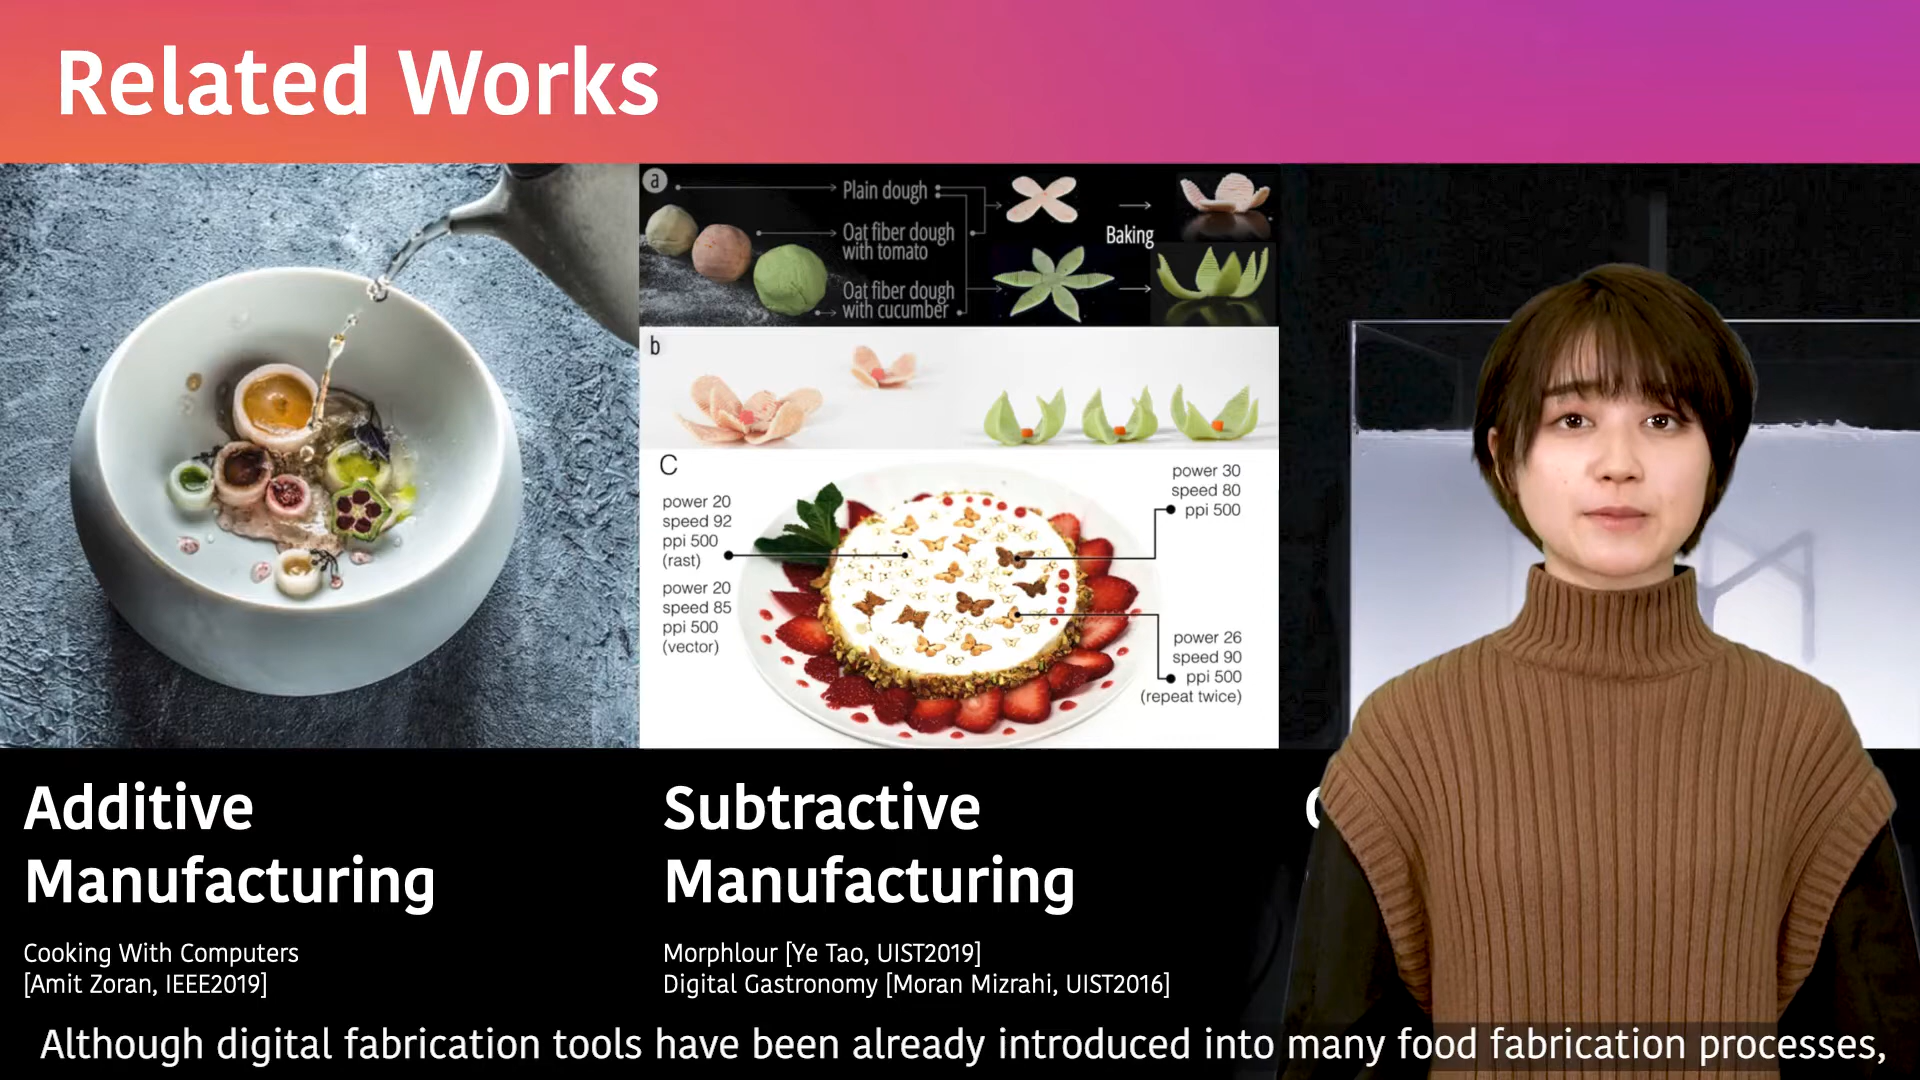 Related Works
a
Plain dough
Oat fiber dough
with tomato
Oat fiber dough
with cucumber
Baking
b
C
power 20
speed 92
ppi 500
(rast)
power 20
speed 85
ppi 500
(vector)
power 30
speed 80
ppi 500
power 26
speed 90
ppi 500
(repeat twice)
Additive
Manufacturing
Cooking With Computers
[Amit Zoran, IEEE2019]
Subtractive
Manufacturing
Morphlour [Ye Tao, UIST2019]
Digital Gastronomy [Moran Mizrahi, UIST2016]
Although digital fabrication tools have been already introduced into many food fabrication processes,